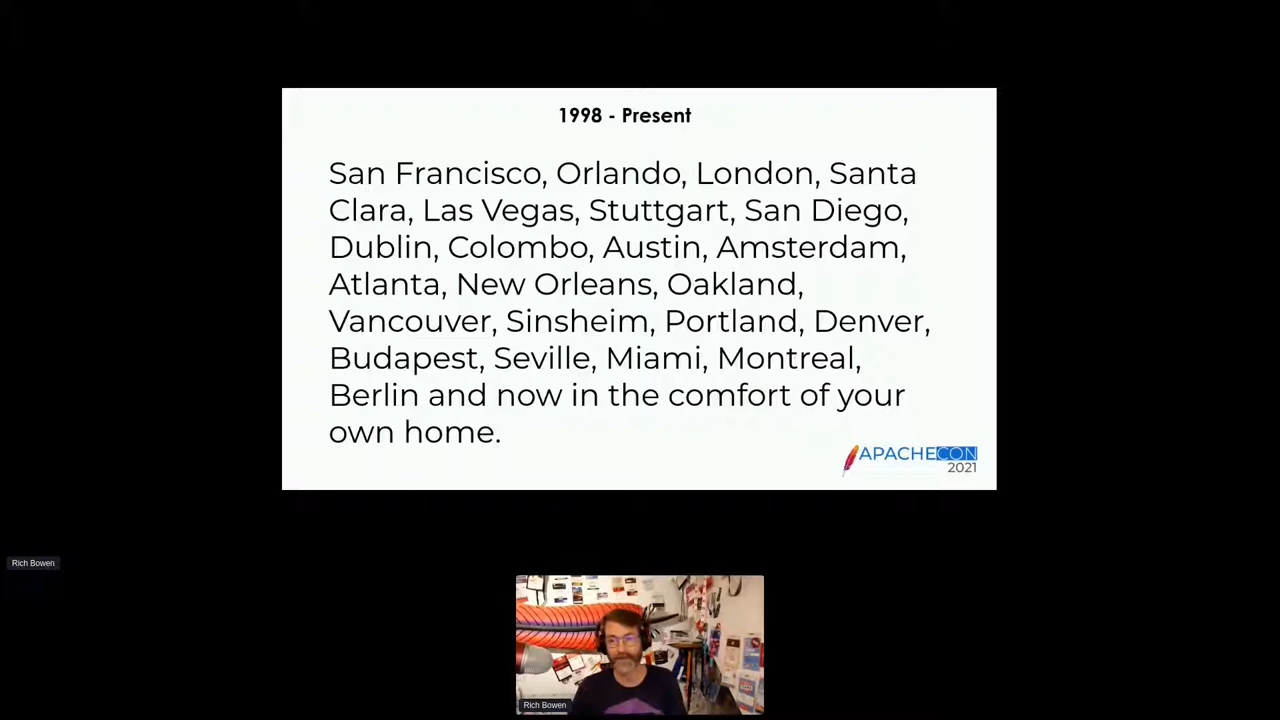 1998 - Present
San Francisco, Orlando, London, Santa
Clara, Las Vegas, Stuttgart, San Diego,
Dublin, Colombo, Austin, Amsterdam,
Atlanta, New Orleans, Oakland,
Vancouver, Sinsheim, Portland, Denver,
Budapest, Seville, Miami, Montreal,
Berlin and now in the comfort of your
own home.
APACHECON
2021
Rich Bowen
Rich Bowen